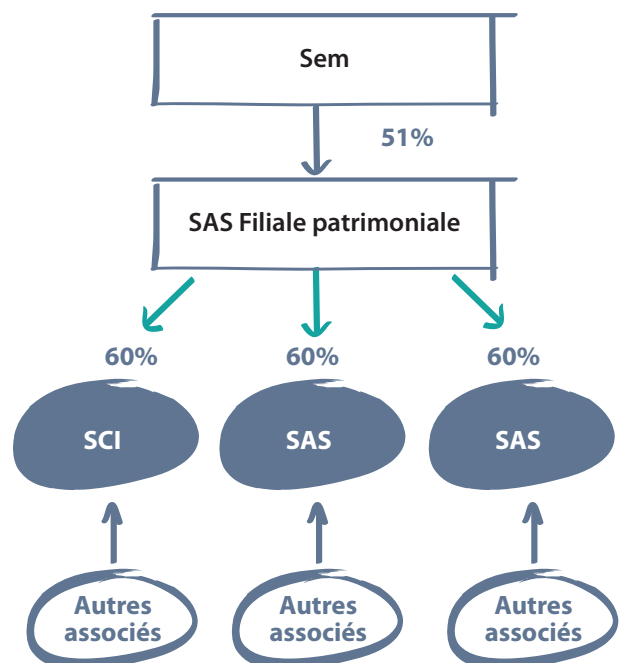 Sem
51%
SAS Filiale patrimoniale
60% 60% 60%
SCI SAS SAS
Autres Autres Autres
associés associés associés